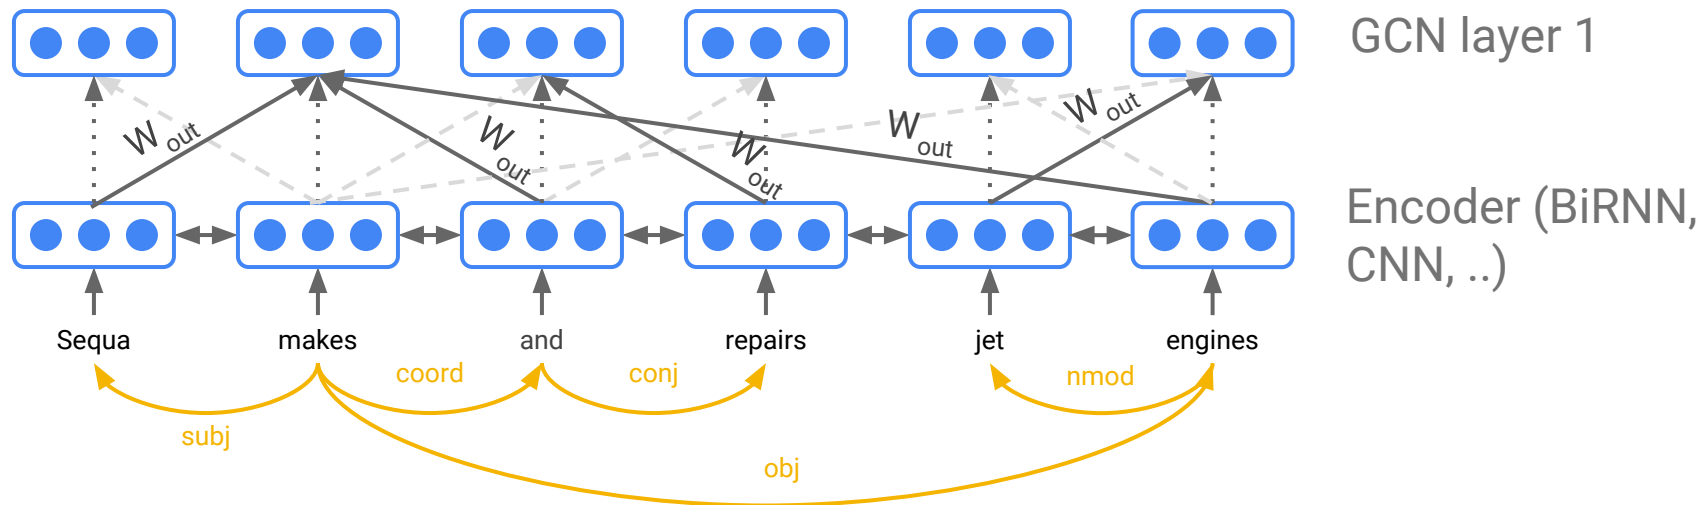 GCN layer 1
W out
W out
W out
W out
W out
Encoder (BiRNN,
CNN, ..)
Sequa makes and repairs jet engines
coord conj nmod
subj
obj